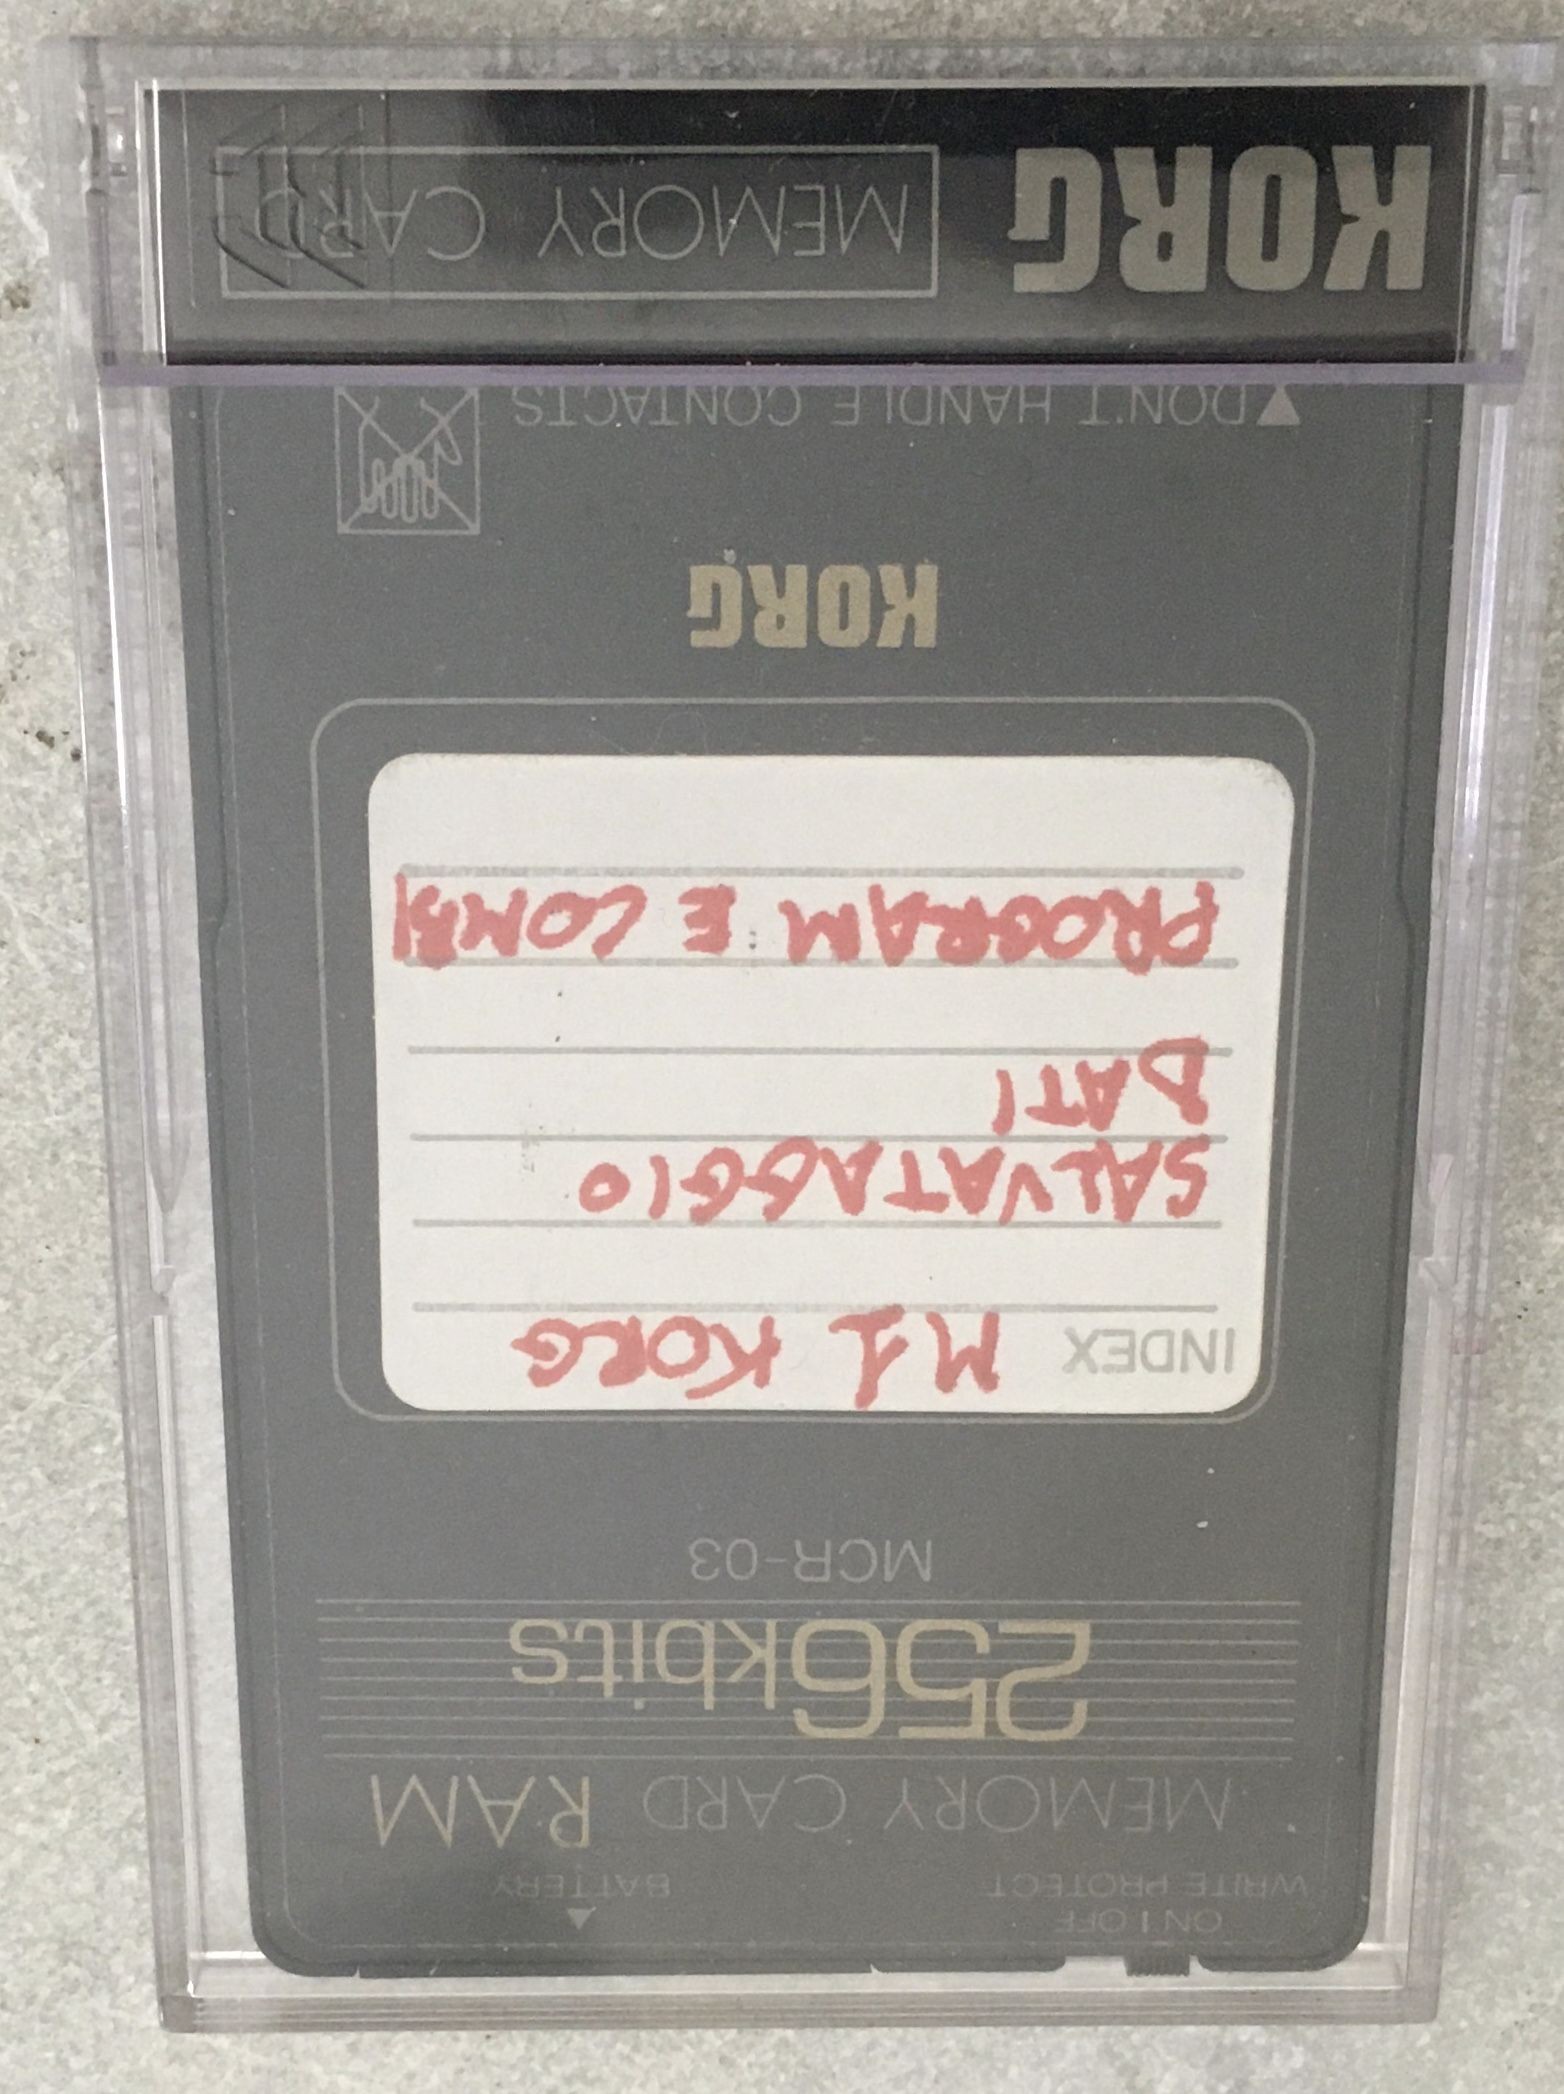 ON | OFF
WRITE PROTECT BATTERY
MEMORY CARD RAM
256kbits
MCR-03
INDEX M1 KORG
SALVATAGGIO
DATI
PROGRAM E COMBI
KORG
DON'T HANDLE CONTACTS
KORG MEMORY CARD